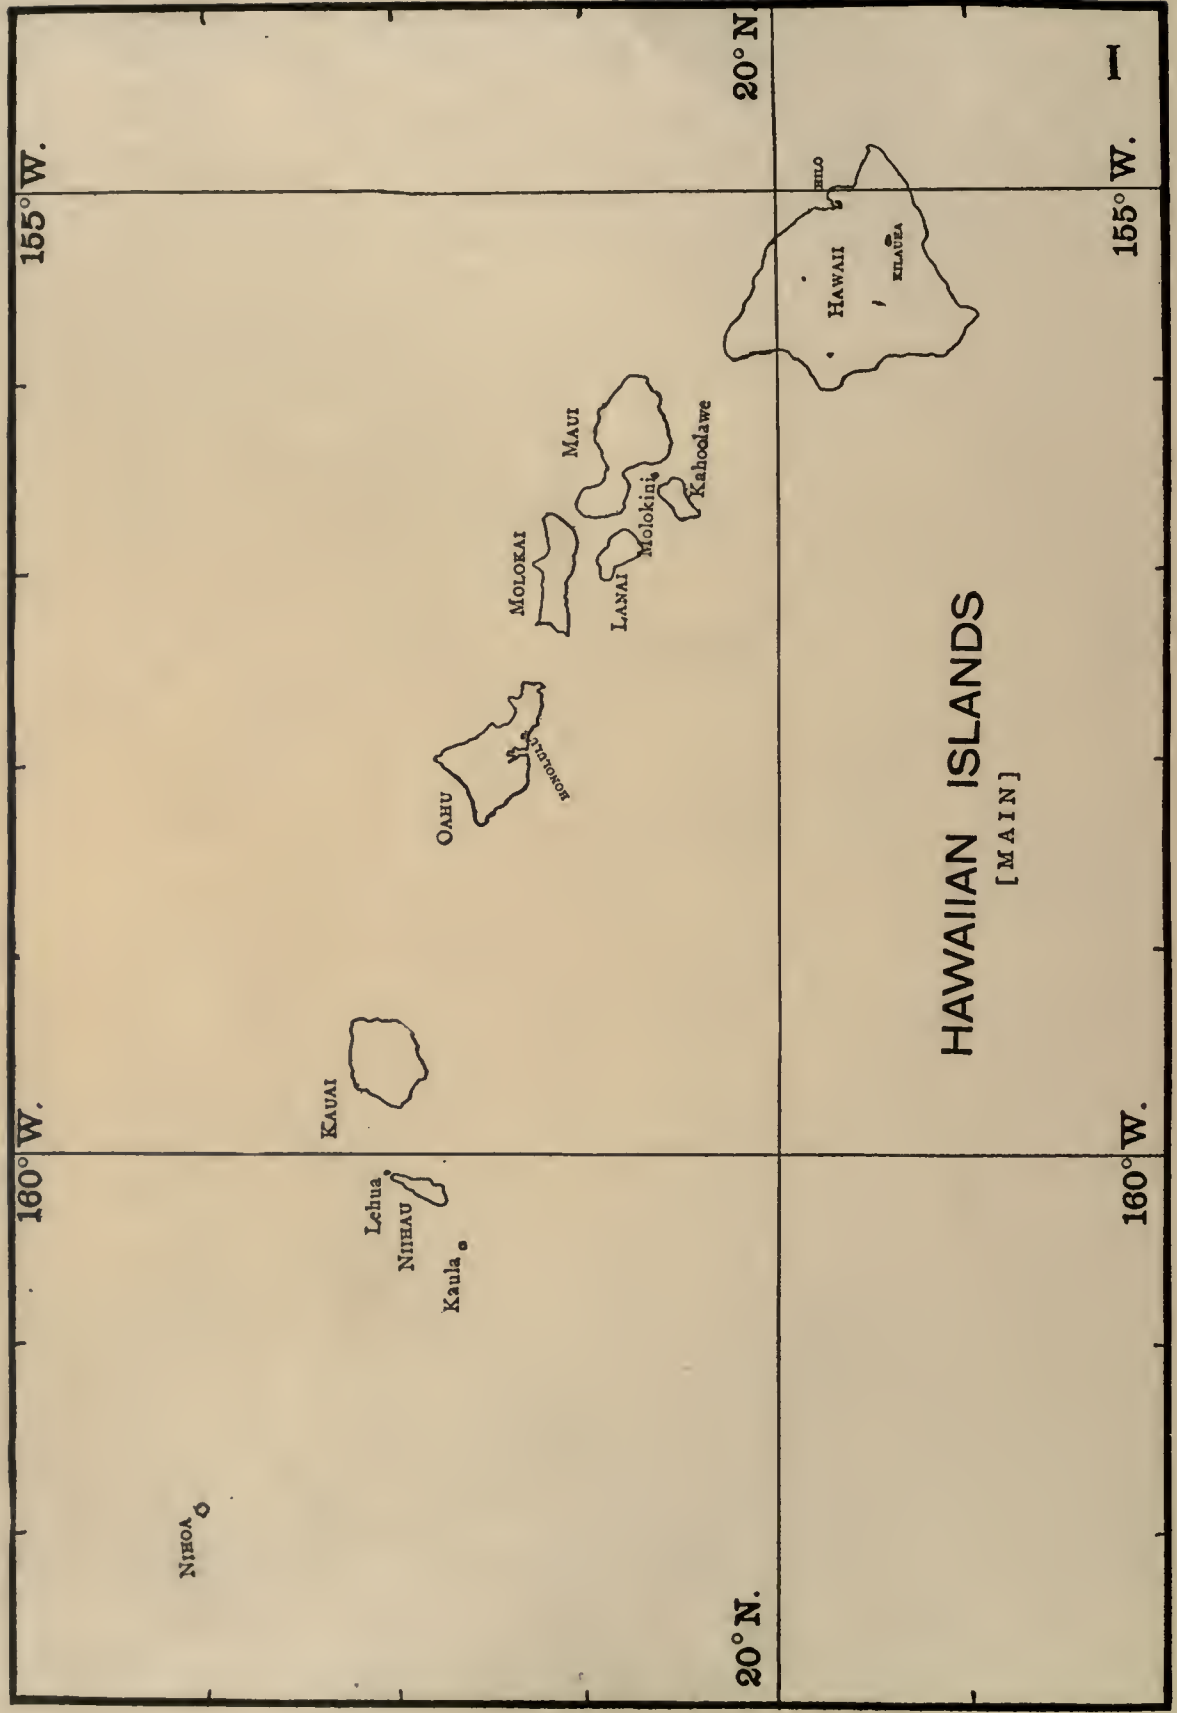 160° W.
155° W.
NIHOA
KAUAI
Lehua
NIIHAU
Kaula
OAHU
HONOLULU
MOLOKAI
MAUI
LANAI
Molokini
Kahoolawe
20° N.
20° N.
HILO
HAWAII
KILAUEA
HAWAIIAN ISLANDS
[MAIN]
160° W.
155° W.
I